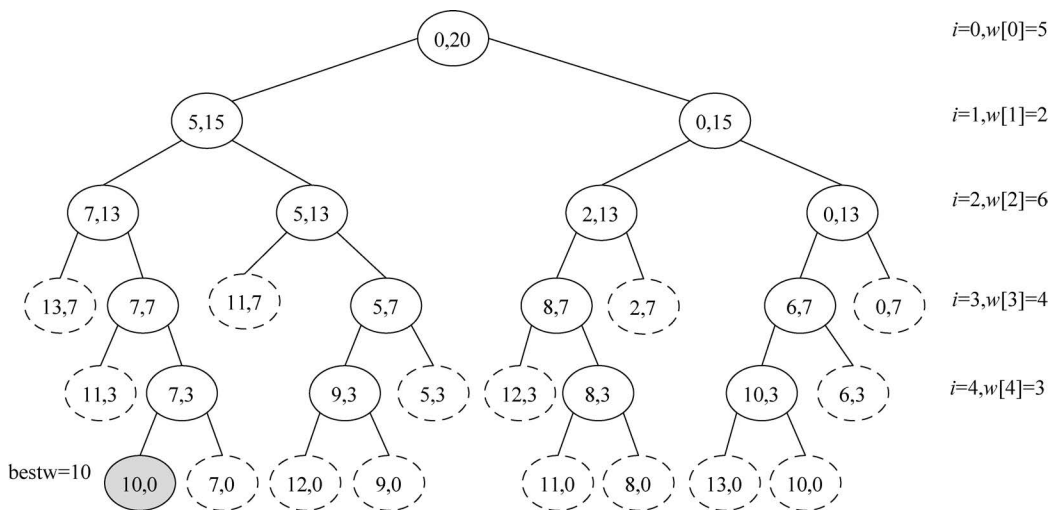 0,20 i=0,w[0]=5
5,15 0,15 i=1,w[1]=2
7,13 5,13 2,13 0,13 i=2,w[2]=6
13,7 7,7 11,7 5,7 8,7 2,7 6,7 0,7 i=3,w[3]=4
11,3 7,3 9,3 5,3 12,3 8,3 10,3 6,3 i=4,w[4]=3
bestw=10 10,0 7,0 12,0 9,0 11,0 8,0 13,0 10,0